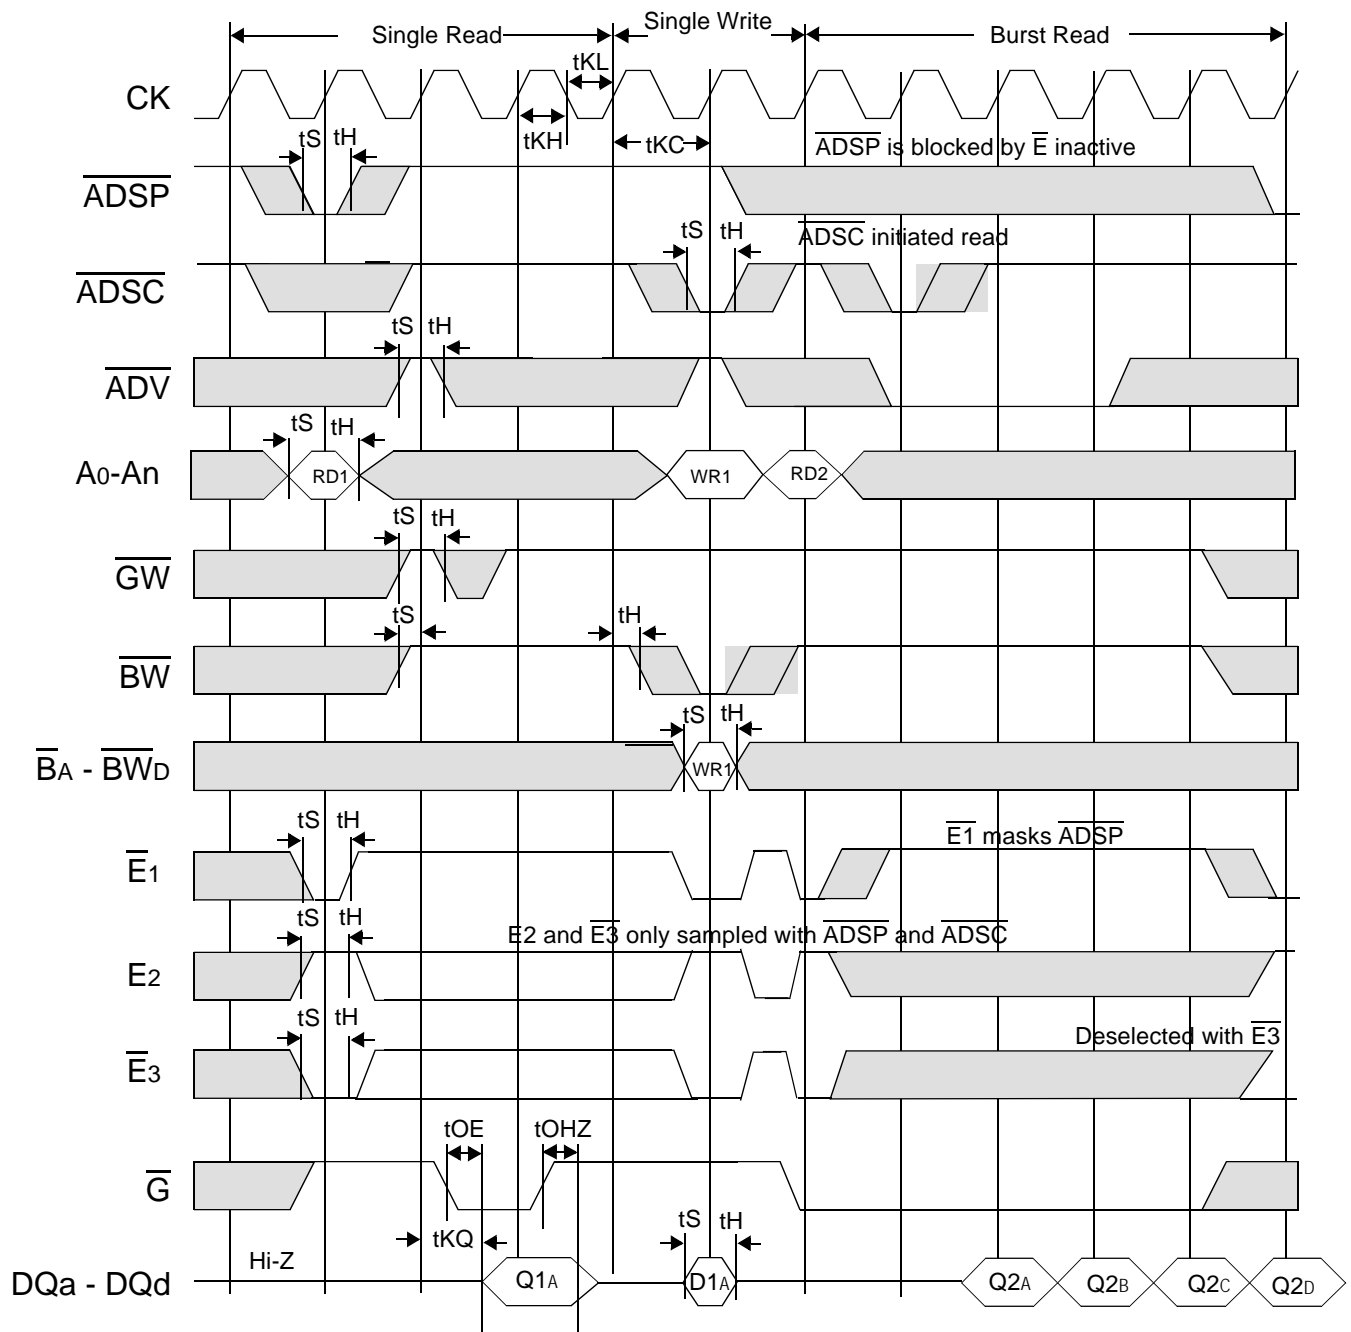 Single Read
Single Write
Burst Read
tKL
CK
tKH
tKC
tS tH
ADSP is blocked by E inactive
ADSP
tS tH
ADSC initiated read
ADSC
tS tH
ADV
tS tH
A0-An
RD1
WR1
RD2
tS tH
GW
tS
tH
BW
tS tH
BA - BWD
WR1
tS tH
E1 masks ADSP
E1
tS tH
E2 and E3 only sampled with ADSP and ADSC
E2
tS tH
Deselected with E3
E3
tOE
tOHZ
G
tKQ
tS tH
Hi-Z
DQa - DQd
Q1A
D1A
Q2A
Q2B
Q2C
Q2D